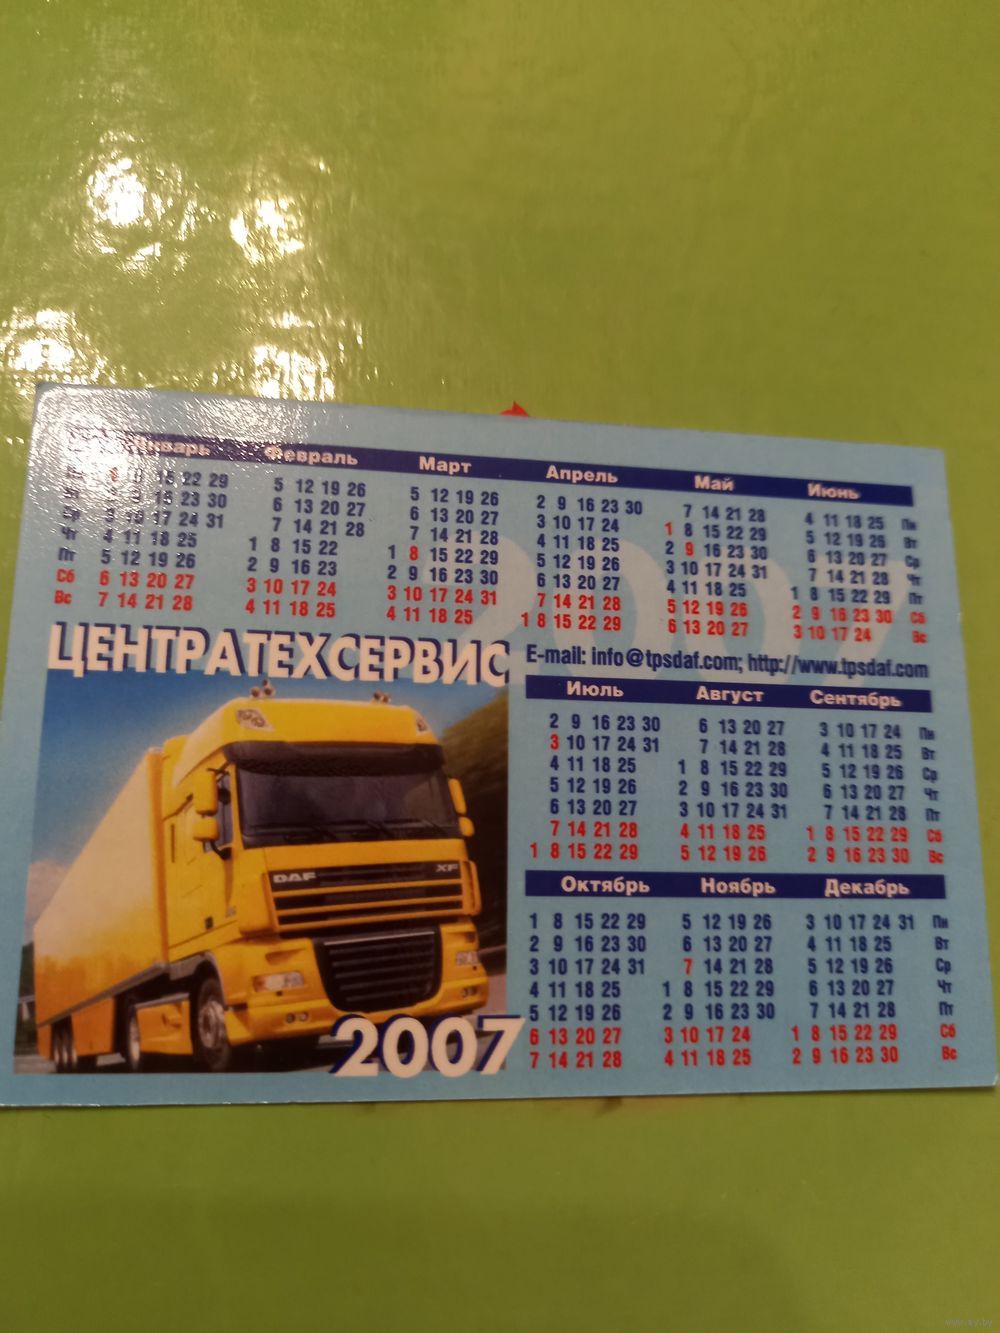 Январь Февраль Март Апрель Май Июнь
15 22 29 5 12 19 26 5 12 19 26 2 9 16 23 30 7 14 21 28 4 11 18 25 Пн
9 15 23 30 6 13 20 27 6 13 20 27 3 10 17 24 1 8 15 22 29 5 12 19 26 Вт
10 17 24 31 7 14 21 28 7 14 21 28 4 11 18 25 2 9 16 23 30 6 13 20 27 Ср
Чт 4 11 18 25 1 8 15 22 1 8 15 22 29 5 12 19 26 3 10 17 24 31 7 14 21 28 Чт
Пт 5 12 19 26 2 9 16 23 2 9 16 23 30 6 13 20 27 4 11 18 25 1 8 15 22 29 Пт
Сб 6 13 20 27 3 10 17 24 3 10 17 24 31 7 14 21 28 5 12 19 26 2 9 16 23 30 Сб
Вс 7 14 21 28 4 11 18 25 4 11 18 25 1 8 15 22 29 6 13 20 27 3 10 17 24 Вс
2007
ЦЕНТРАТЕХСЕРВИС
E-mail: info@tpsdaf.com; http://www.tpsdaf.com
Июль Август Сентябрь
2 9 16 23 30 6 13 20 27 3 10 17 24 Пн
3 10 17 24 31 7 14 21 28 4 11 18 25 Вт
4 11 18 25 1 8 15 22 29 5 12 19 26 Ср
5 12 19 26 2 9 16 23 30 6 13 20 27 Чт
6 13 20 27 3 10 17 24 31 7 14 21 28 Пт
7 14 21 28 4 11 18 25 1 8 15 22 29 Сб
1 8 15 22 29 5 12 19 26 2 9 16 23 30 Вс
DAF XF
Октябрь Ноябрь Декабрь
1 8 15 22 29 5 12 19 26 3 10 17 24 31 Пн
2 9 16 23 30 6 13 20 27 4 11 18 25 Вт
3 10 17 24 31 7 14 21 28 5 12 19 26 Ср
4 11 18 25 1 8 15 22 29 6 13 20 27 Чт
5 12 19 26 2 9 16 23 30 7 14 21 28 Пт
6 13 20 27 3 10 17 24 1 8 15 22 29 Сб
7 14 21 28 4 11 18 25 2 9 16 23 30 Вс
2007
www.ay.by